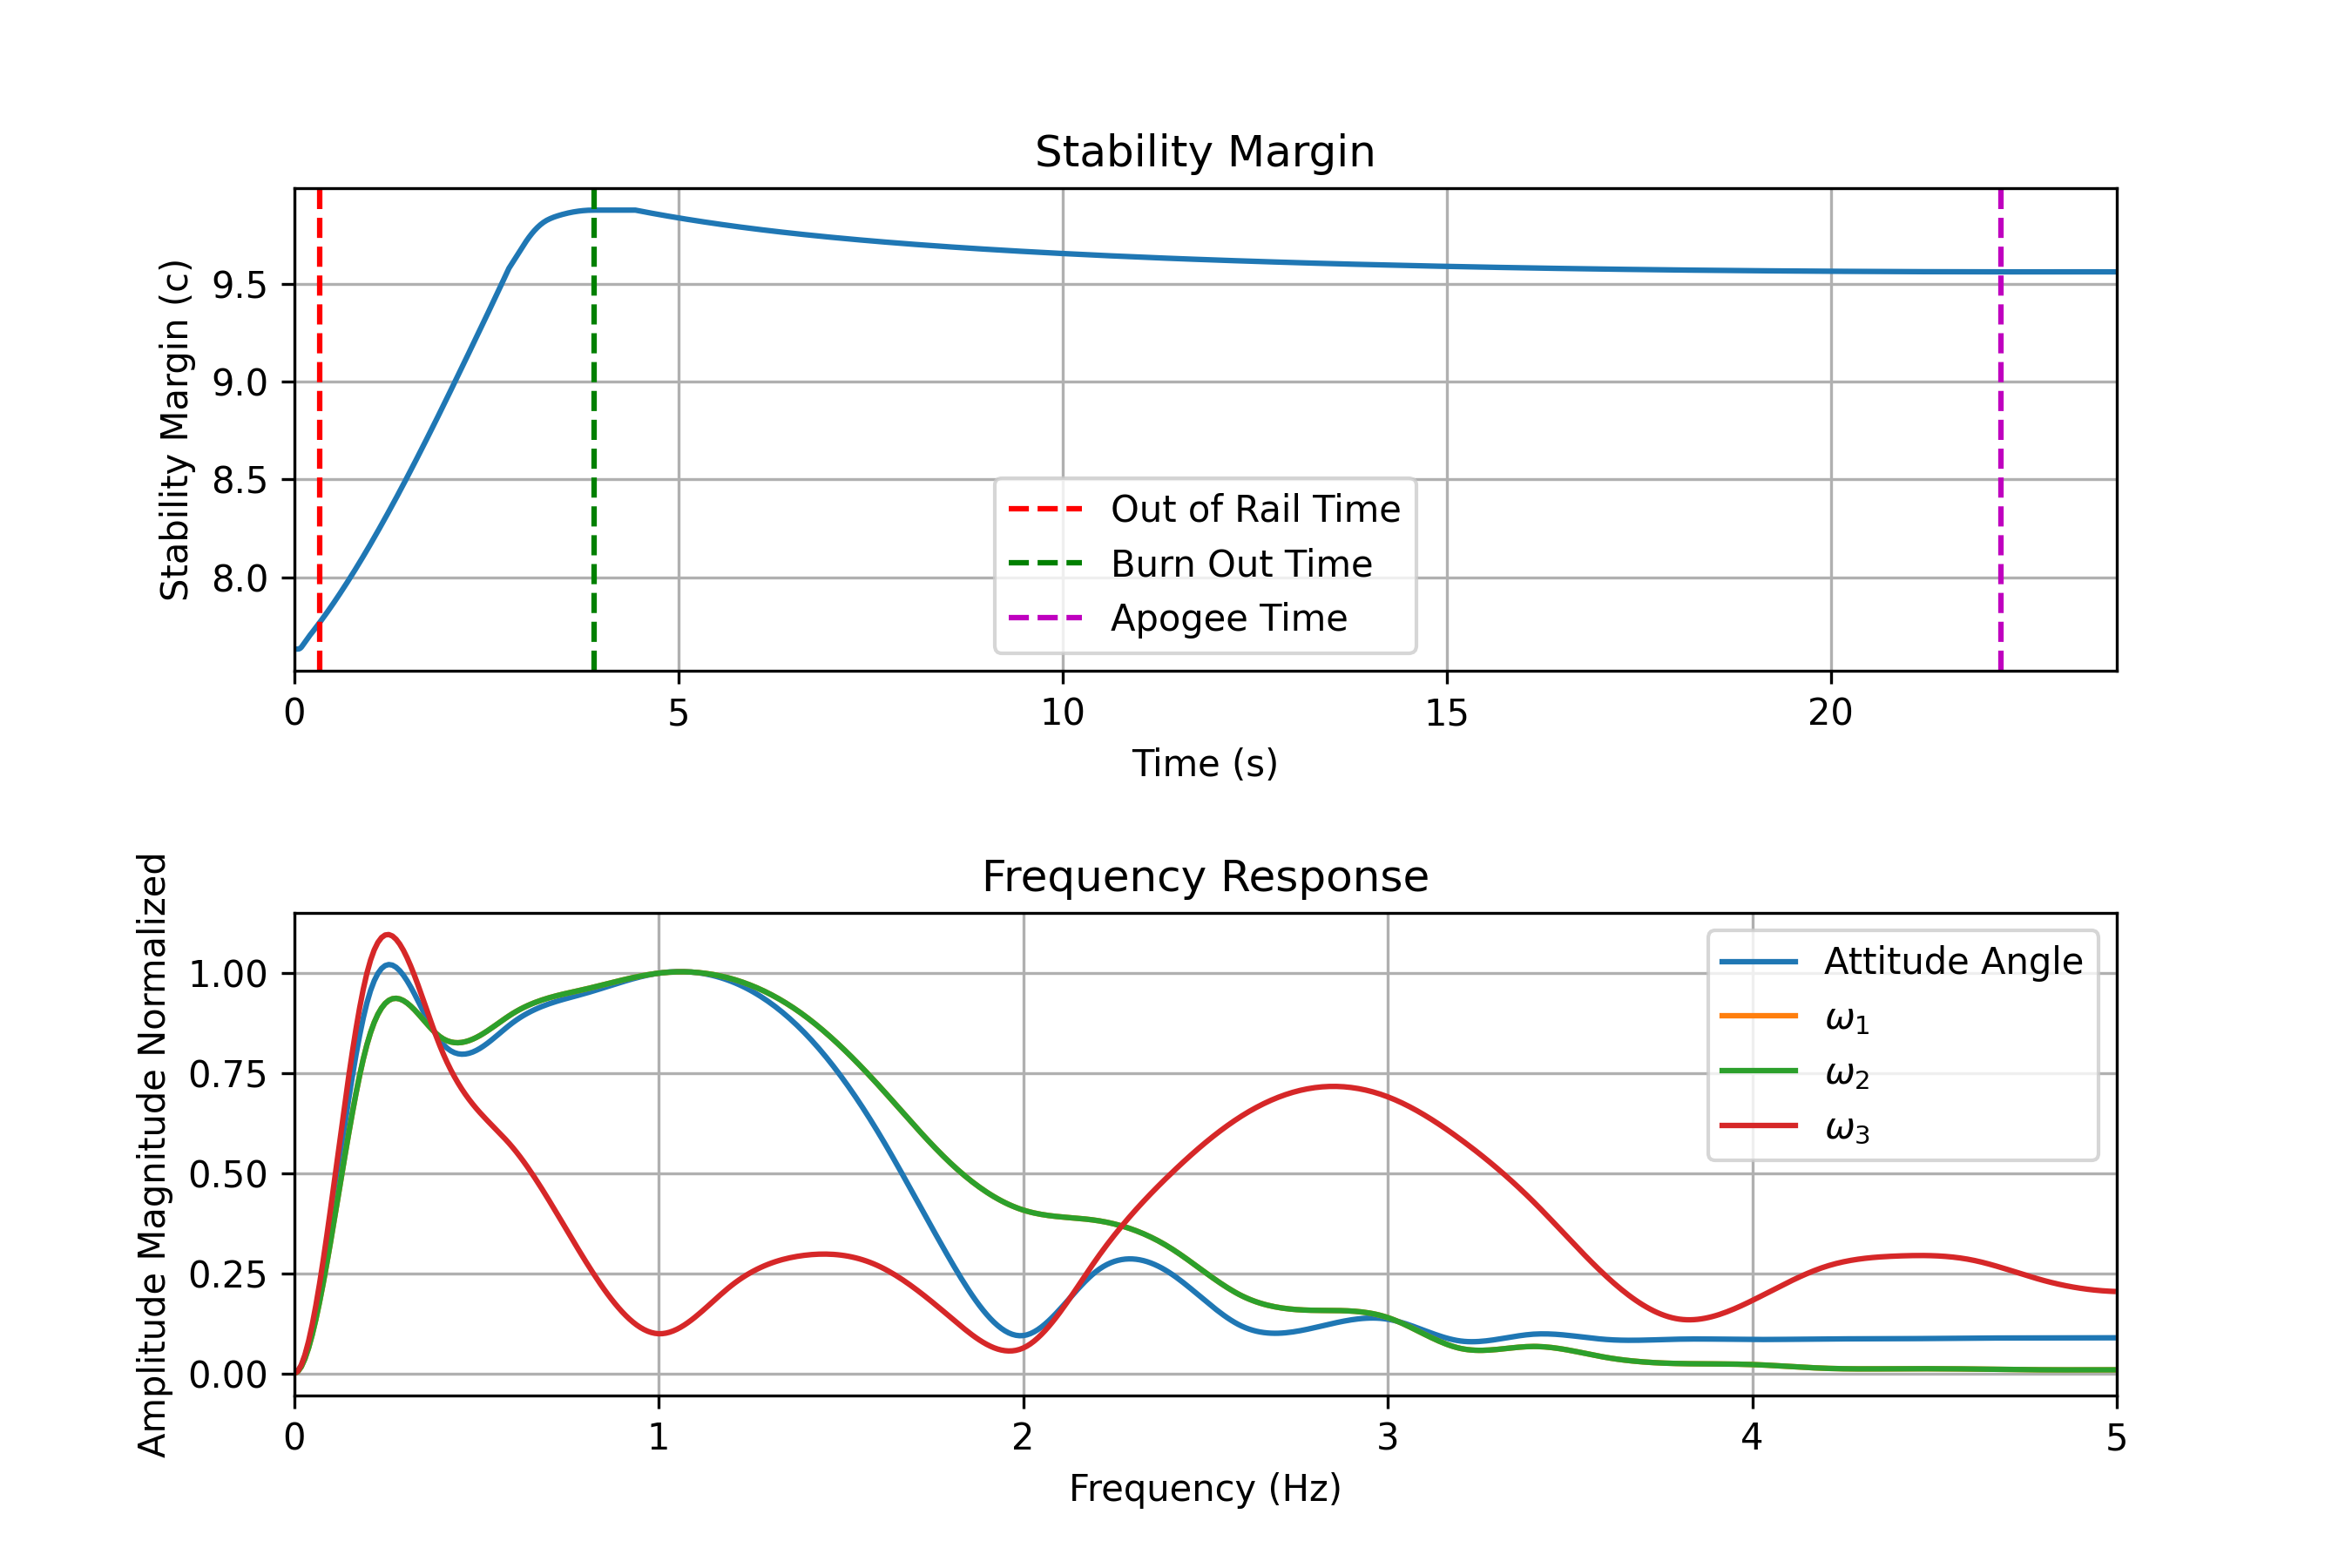 Stability Margin
Stability Margin (c)
9.5
9.0
8.5
8.0
Out of Rail Time
Burn Out Time
Apogee Time
0 5 10 15 20
Time (s)
Frequency Response
Amplitude Magnitude Normalized
1.00
0.75
0.50
0.25
0.00
Attitude Angle
ω₁
ω₂
ω₃
0 1 2 3 4 5
Frequency (Hz)